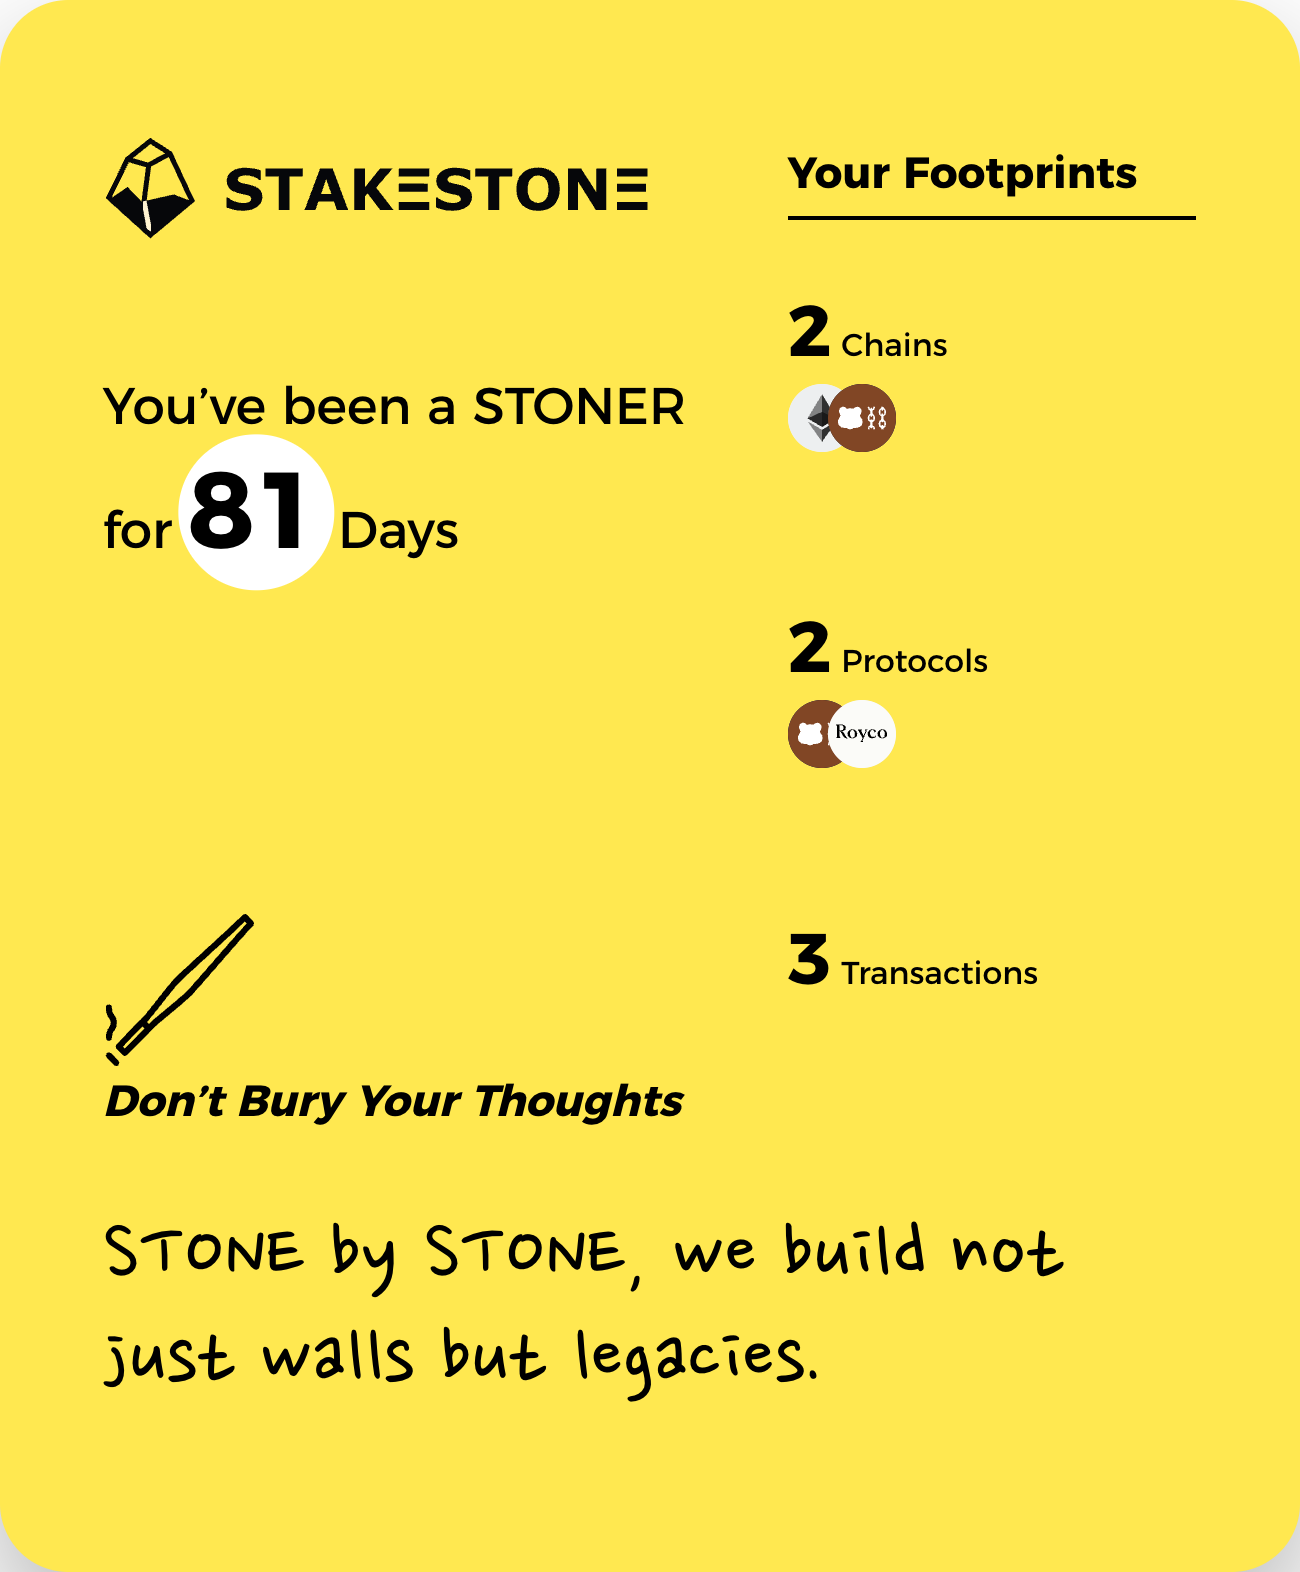 STAKESTONE
You've been a STONER
for 81 Days
Your Footprints
2 Chains
2 Protocols
Royco
3 Transactions
Don't Bury Your Thoughts
STONE by STONE, we build not
just walls but legacies.